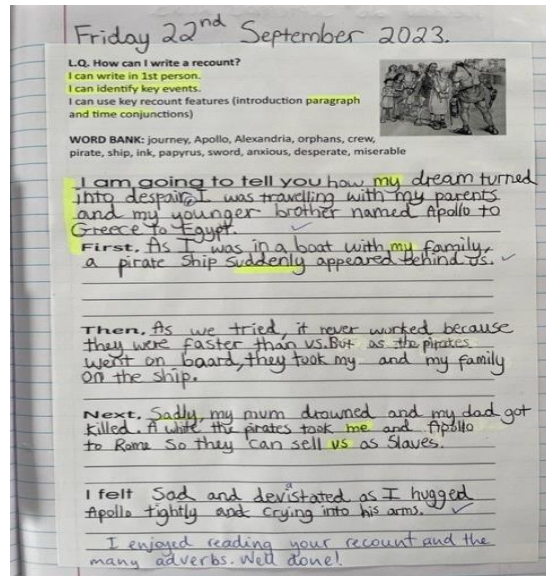 Friday 22nd September 2023.
L.Q. How can I write a recount?
I can write in 1st person.
I can identify key events.
I can use key recount features (introduction paragraph
and time conjunctions)
WORD BANK: journey, Apollo, Alexandria, orphans, crew,
pirate, ship, ink, papyrus, sword, anxious, desperate, miserable
I am going to tell you how my dream turned
into despair. I was travelling with my parents
and my younger brother named Apollo to
Greece to Egypt.
First, As I was in a boat with my family,
a pirate ship suddenly appeared behind us.
Then, As we tried, it never worked because
they were faster than us. But as the pirates
went on baard, they took my and my family
on the ship.
Next, Sadly, my mum drowned and my dad got
killed. A while the pirates took me and Apollo
to Rome so they can sell us as Slaves.
I felt Sad and devistated as I hugged
a
Apollo tightly and crying into his arms.
I enjoyed reading your recount and the
many adverbs. Well done!